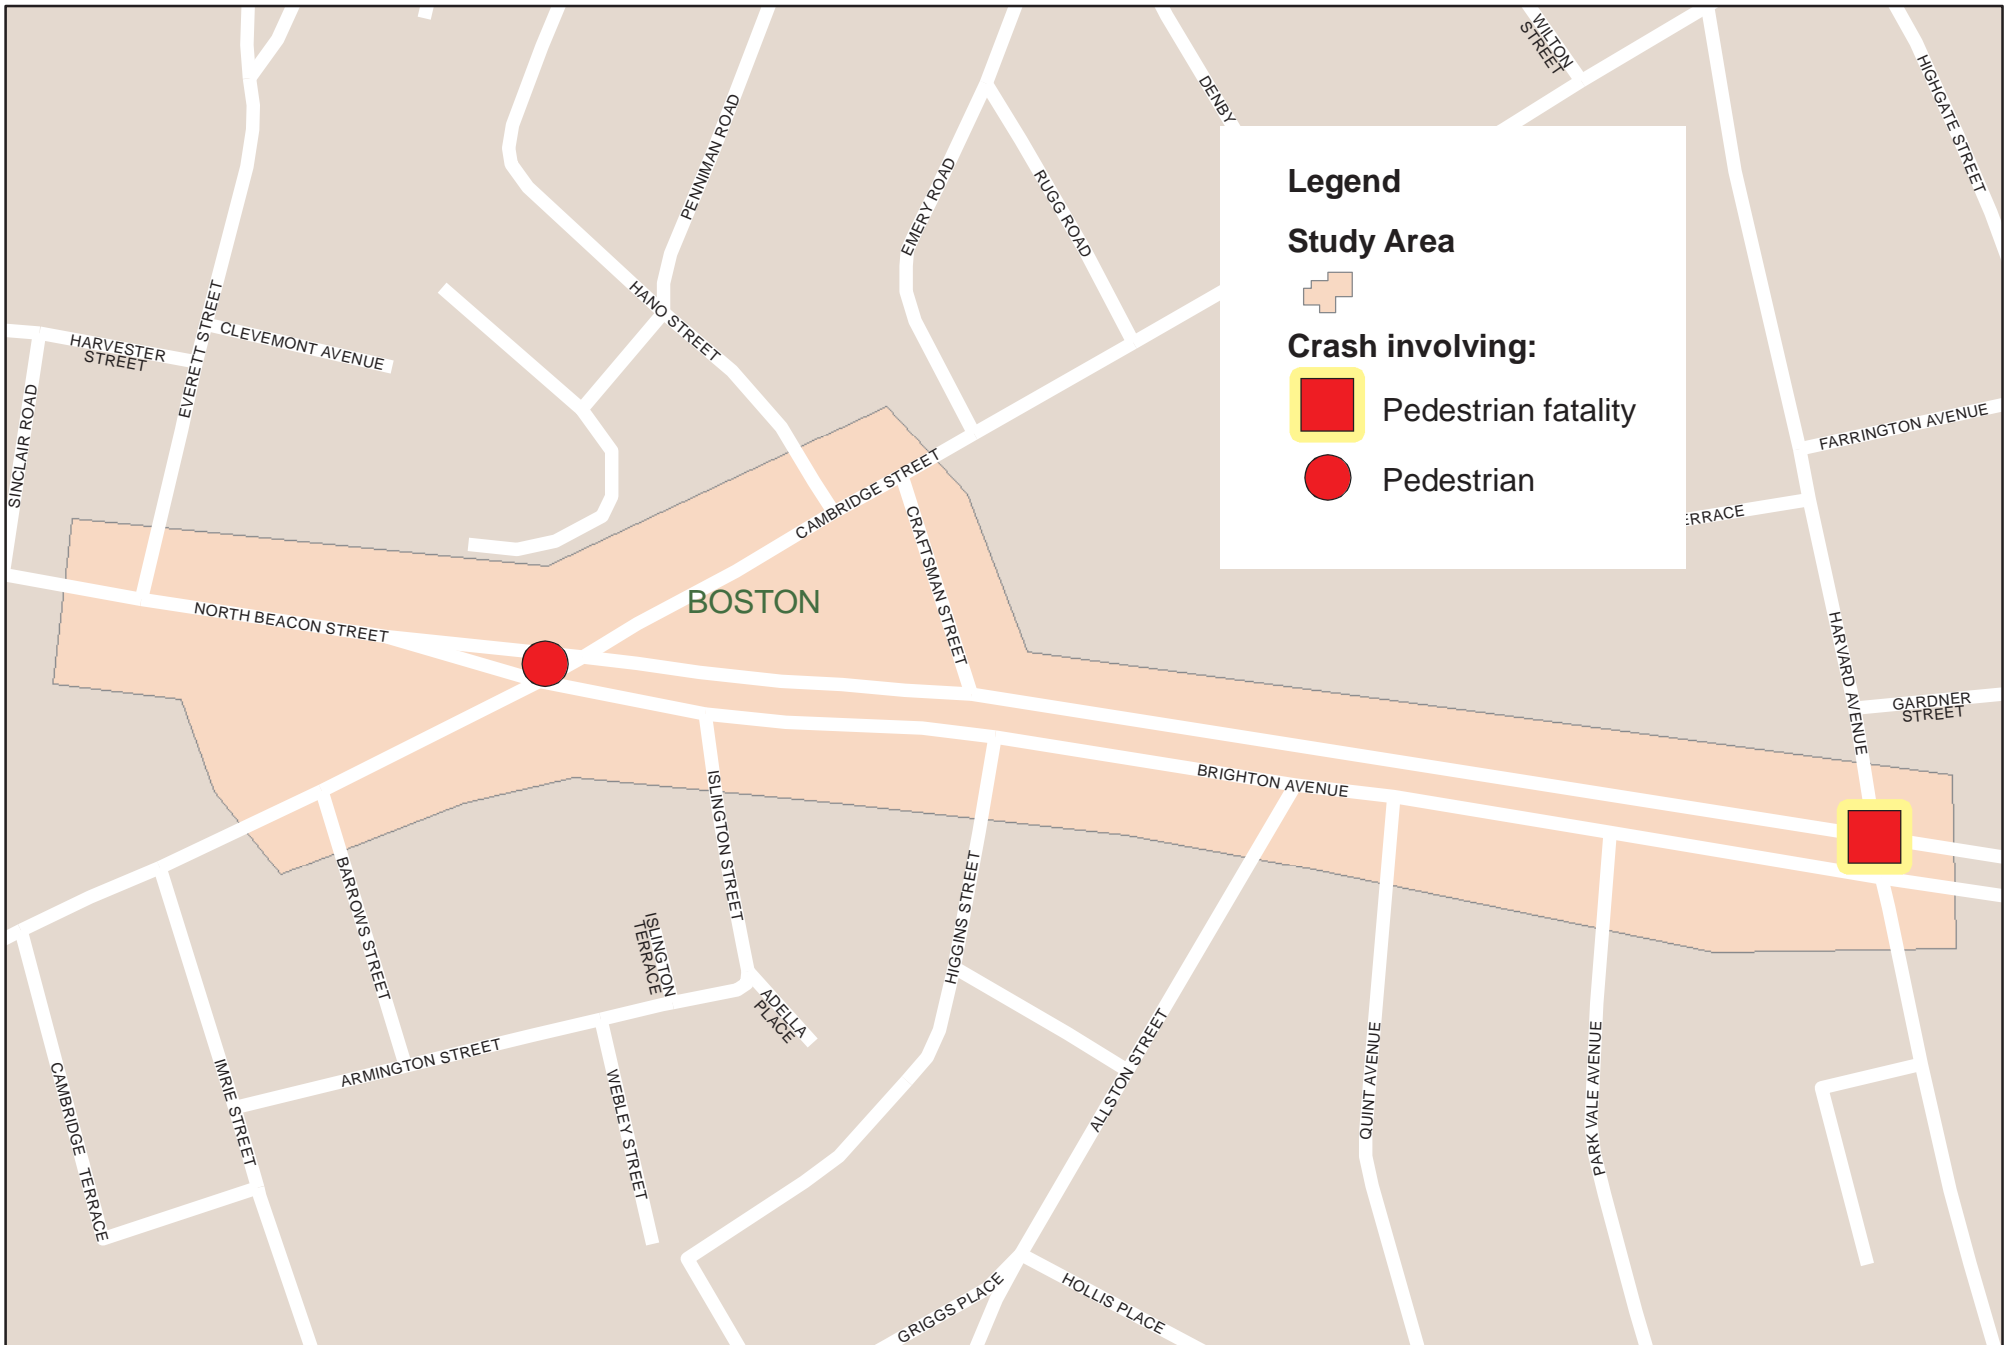 WILTON
STREET
HIGHGATE STREET
DENBY
PENNIMAN ROAD
EMERY ROAD
RUGG ROAD
Legend
Study Area
Crash involving:
Pedestrian fatality
Pedestrian
HANO STREET
EVERETT STREET
CLEVEMONT AVENUE
HARVESTER
STREET
SINCLAIR ROAD
FARRINGTON AVENUE
ERRACE
CAMBRIDGE STREET
CRAFTSMAN STREET
BOSTON
NORTH BEACON STREET
HARVARD AVENUE
GARDNER
STREET
BRIGHTON AVENUE
ISLINGTON STREET
BARROWS STREET
HIGGINS STREET
ISLINGTON
TERRACE
ADELLA
PLACE
ARMINGTON STREET
ALLSTON STREET
QUINT AVENUE
PARK VALE AVENUE
CAMBRIDGE TERRACE
IMRIE STREET
WEBLEY STREET
GRIGGS PLACE
HOLLIS PLACE